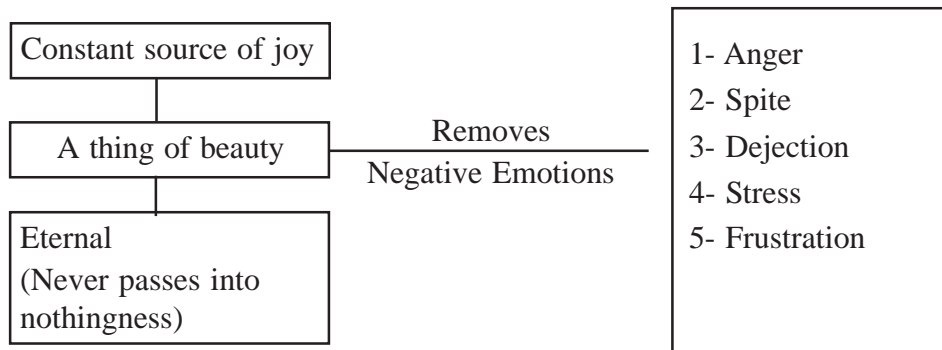 Constant source of joy
A thing of beauty
Removes
Negative Emotions
Eternal
(Never passes into
nothingness)
1- Anger
2- Spite
3- Dejection
4- Stress
5- Frustration